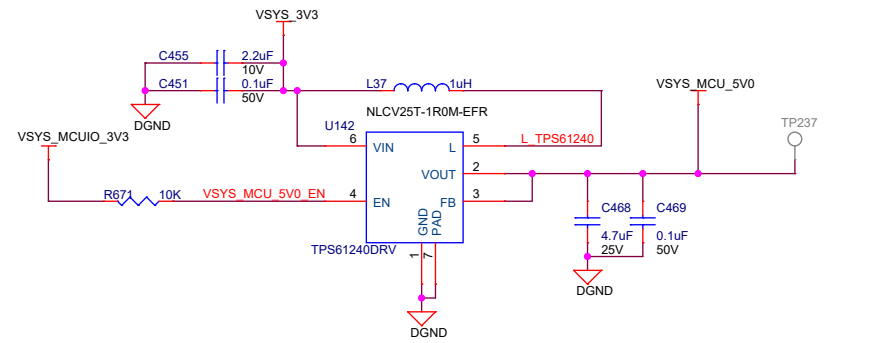 VSYS_3V3
C455 2.2uF
10V
C451 0.1uF
50V
DGND
L37 1uH
NLCV25T-1R0M-EFR
VSYS_MCU_5V0
TP237
VSYS_MCUIO_3V3
U142
6 VIN
L 5 L_TPS61240
VOUT 2
R671 10K VSYS_MCU_5V0_EN 4 EN
FB 3
GND
PAD
TPS61240DRV
1
7
DGND
C468
4.7uF
25V
C469
0.1uF
50V
DGND